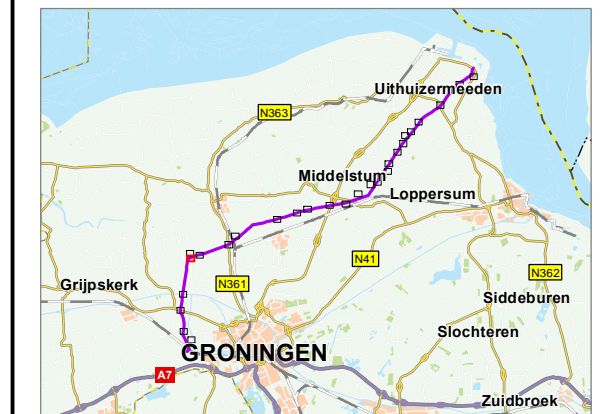 Uithuizermeeden
N363
Middelstum
Loppersum
N41
N362
Grijpskerk
N361
Siddeburen
Slochteren
GRONINGEN
A7
Zuidbroek